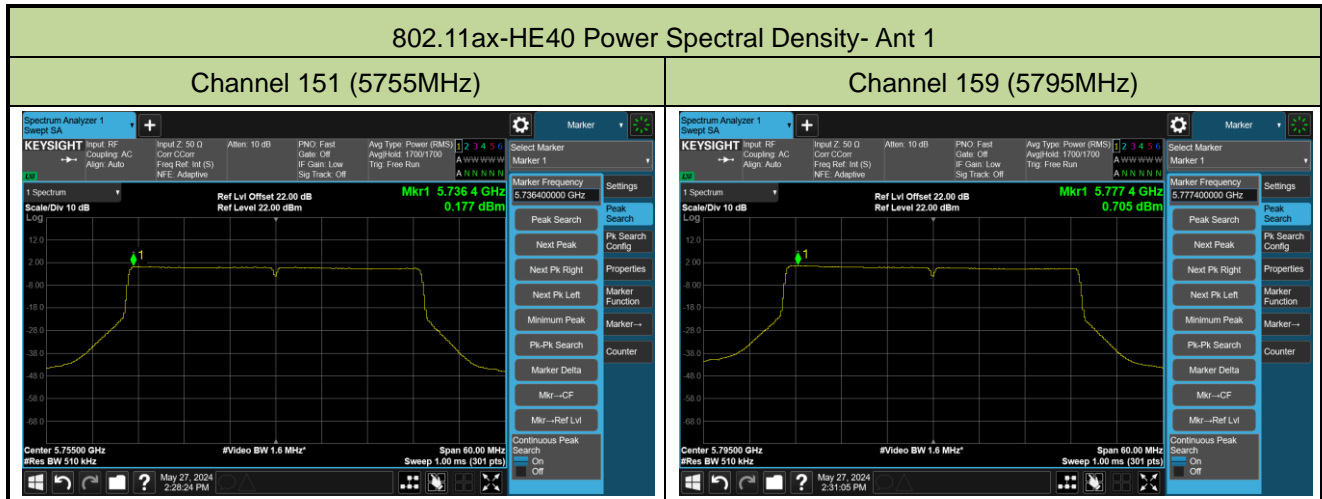 802.11ax-HE40 Power Spectral Density- Ant 1
Channel 151 (5755MHz)
Channel 159 (5795MHz)
Spectrum Analyzer 1
Swept SA
Marker
KEYSIGHT
Input: RF
Coupling: AC
Align: Auto
Input Z: 50 Ω
Corr CCorr
Freq Ref: Int (S)
NFE: Adaptive
Atten: 10 dB
PNO: Fast
Gate: Off
IF Gain: Low
Sig Track: Off
Avg Type: Power (RMS)
Avg|Hold: 1700/1700
Trig: Free Run
1 2 3 4 5 6
A W W W W W
A N N N N N
LXI
Select Marker
Marker 1
1 Spectrum
Scale/Div 10 dB
Log
Ref Lvl Offset 22.00 dB
Ref Level 22.00 dBm
Mkr1 5.736 4 GHz
0.177 dBm
Marker Frequency
5.736400000 GHz
Settings
Peak Search
Peak Search
Next Peak
Pk Search Config
Next Pk Right
Properties
Next Pk Left
Marker Function
Minimum Peak
Marker→
Pk-Pk Search
Counter
Marker Delta
Mkr→CF
Mkr→Ref Lvl
Continuous Peak Search
On
Off
12.0
2.00
-8.00
-18.0
-28.0
-38.0
-48.0
-58.0
-68.0
1
Center 5.75500 GHz
#Res BW 510 kHz
#Video BW 1.6 MHz*
Span 60.00 MHz
Sweep 1.00 ms (301 pts)
?
May 27, 2024
2:28:24 PM
Spectrum Analyzer 1
Swept SA
Marker
KEYSIGHT
Input: RF
Coupling: AC
Align: Auto
Input Z: 50 Ω
Corr CCorr
Freq Ref: Int (S)
NFE: Adaptive
Atten: 10 dB
PNO: Fast
Gate: Off
IF Gain: Low
Sig Track: Off
Avg Type: Power (RMS)
Avg|Hold: 1700/1700
Trig: Free Run
1 2 3 4 5 6
A W W W W W
A N N N N N
LXI
Select Marker
Marker 1
1 Spectrum
Scale/Div 10 dB
Log
Ref Lvl Offset 22.00 dB
Ref Level 22.00 dBm
Mkr1 5.777 4 GHz
0.705 dBm
Marker Frequency
5.777400000 GHz
Settings
Peak Search
Peak Search
Next Peak
Pk Search Config
Next Pk Right
Properties
Next Pk Left
Marker Function
Minimum Peak
Marker→
Pk-Pk Search
Counter
Marker Delta
Mkr→CF
Mkr→Ref Lvl
Continuous Peak Search
On
Off
12.0
2.00
-8.00
-18.0
-28.0
-38.0
-48.0
-58.0
-68.0
1
Center 5.79500 GHz
#Res BW 510 kHz
#Video BW 1.6 MHz*
Span 60.00 MHz
Sweep 1.00 ms (301 pts)
?
May 27, 2024
2:31:05 PM